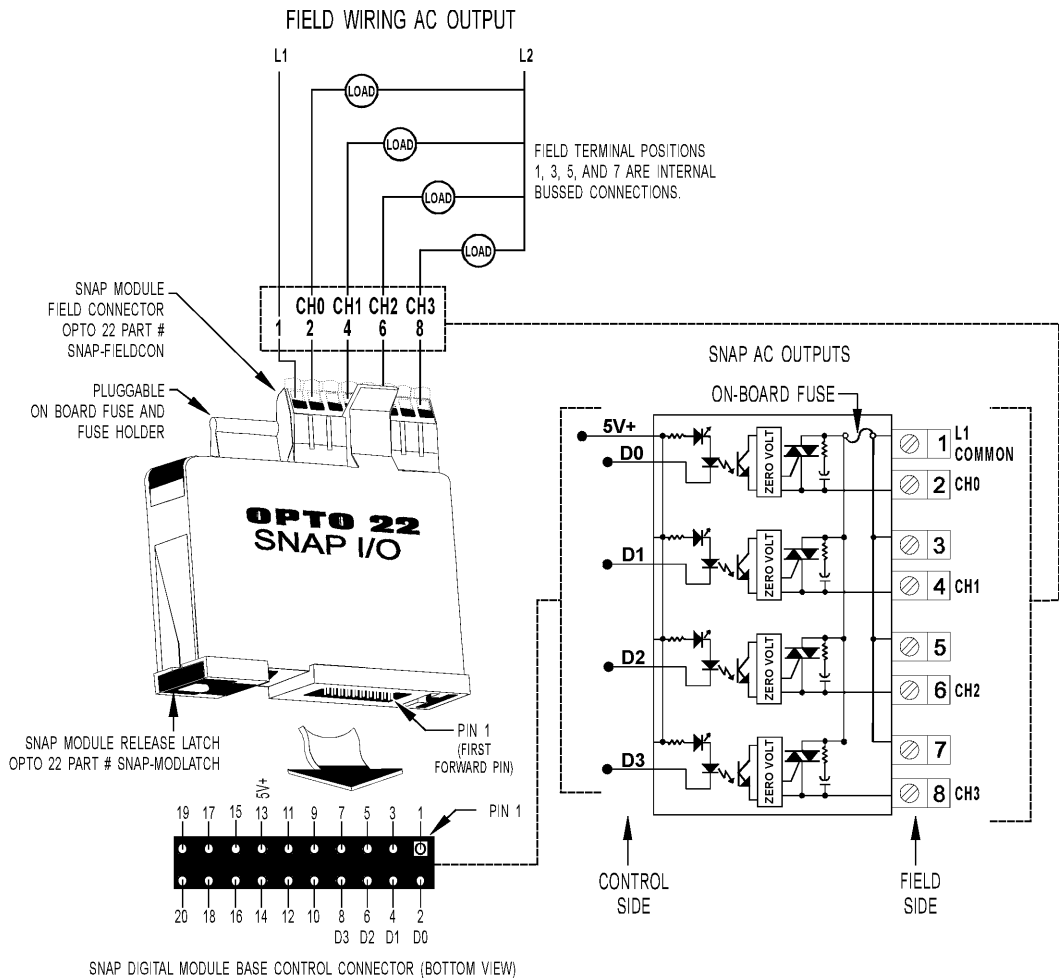 FIELD WIRING AC OUTPUT
L1
L2
LOAD
LOAD
LOAD
LOAD
FIELD TERMINAL POSITIONS
1, 3, 5, AND 7 ARE INTERNAL
BUSSED CONNECTIONS.
SNAP MODULE
FIELD CONNECTOR
OPTO 22 PART #
SNAP-FIELDCON
CH0 CH1 CH2 CH3
1 2 4 6 8
PLUGGABLE
ON BOARD FUSE AND
FUSE HOLDER
OPTO 22
SNAP I/O
SNAP MODULE RELEASE LATCH
OPTO 22 PART # SNAP-MODLATCH
PIN 1
(FIRST
FORWARD PIN)
SNAP AC OUTPUTS
ON-BOARD FUSE
5V+
D0
ZERO VOLT
1 L1
COMMON
2 CH0
D1
ZERO VOLT
3
4 CH1
D2
ZERO VOLT
5
6 CH2
D3
ZERO VOLT
7
8 CH3
CONTROL
SIDE
FIELD
SIDE
5V+
19 17 15 13 11 9 7 5 3 1
PIN 1
20 18 16 14 12 10 8 6 4 2
D3 D2 D1 D0
SNAP DIGITAL MODULE BASE CONTROL CONNECTOR (BOTTOM VIEW)